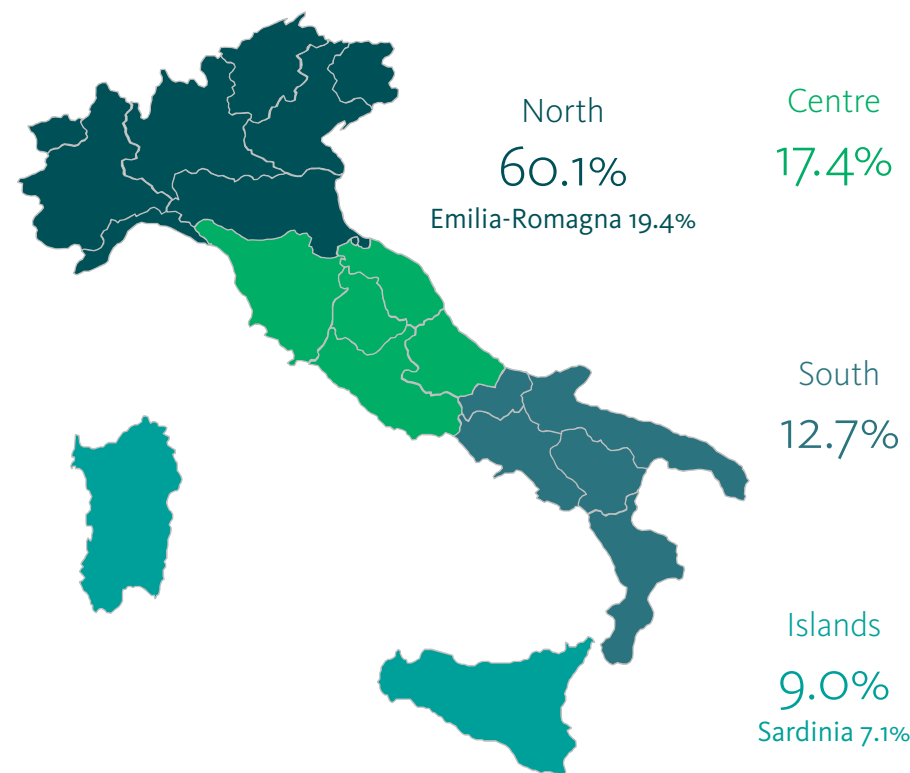 North
60.1%
Emilia-Romagna 19.4%
Centre
17.4%
South
12.7%
Islands
9.0%
Sardinia 7.1%